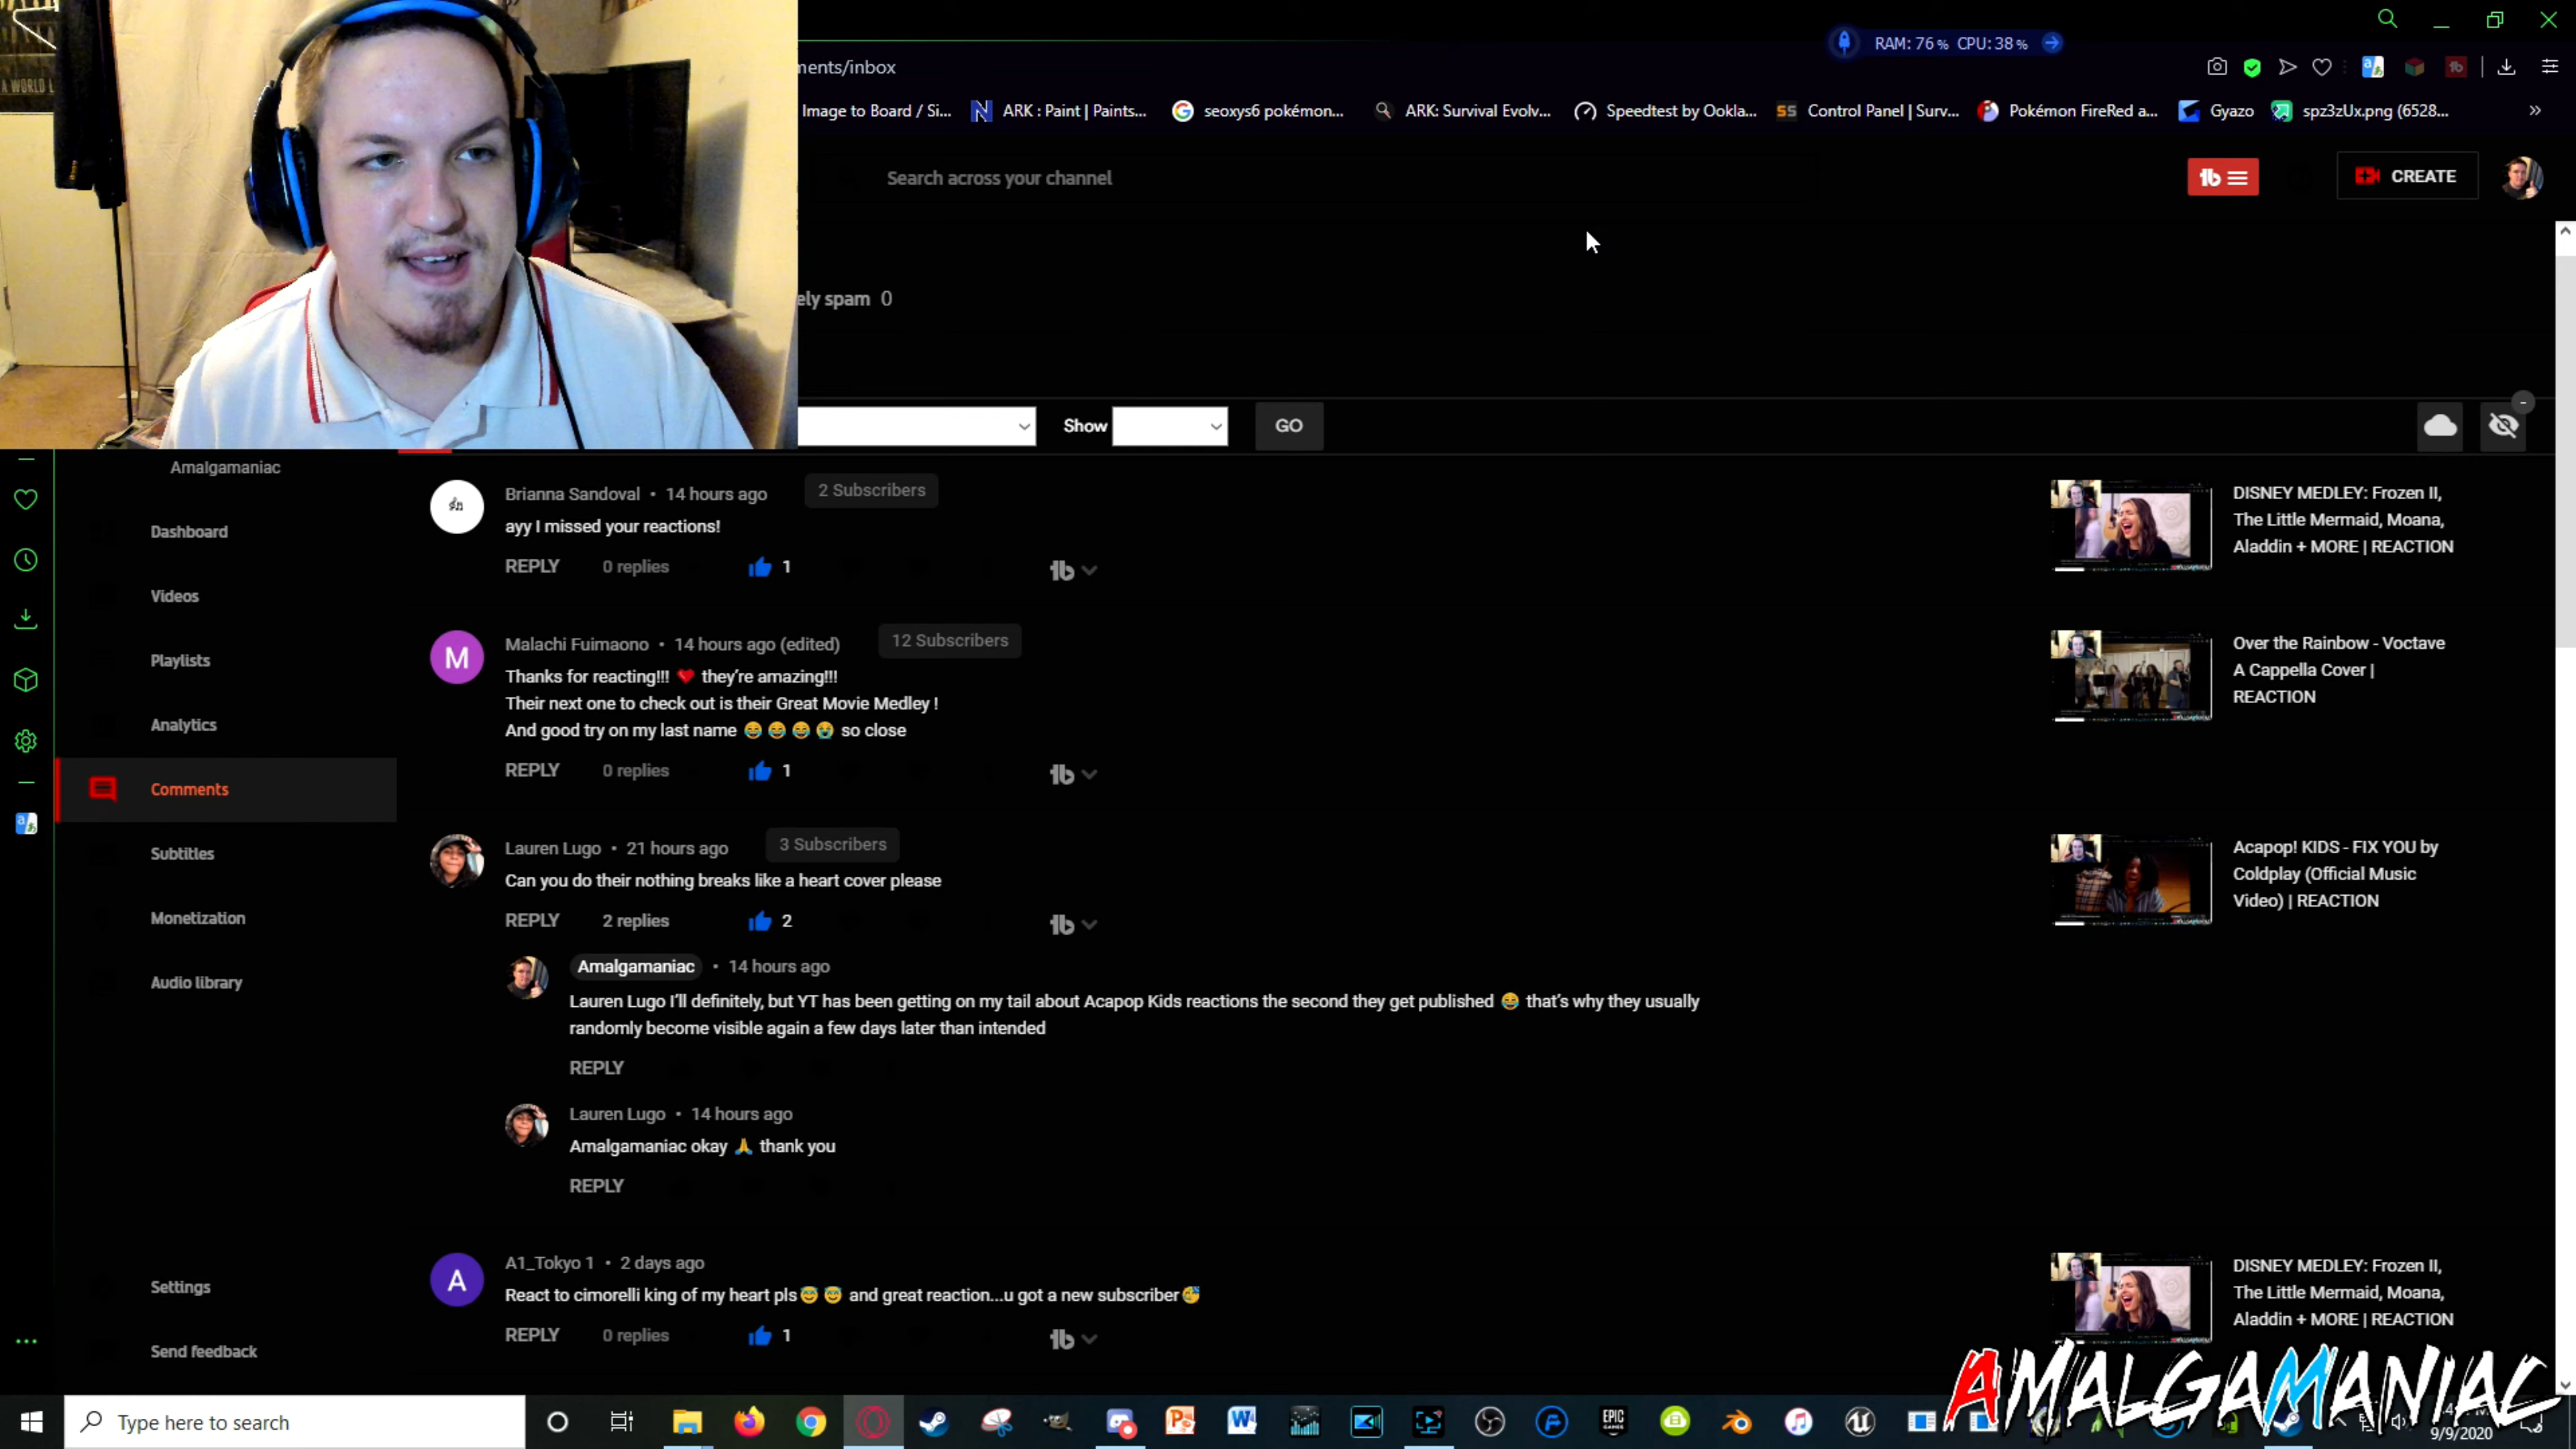 A WORLD L
RAM: 76% CPU: 38%
ments/inbox
Image to Board / Si...
ARK : Paint | Paints...
seoxys6 pokémon...
ARK: Survival Evolv...
Speedtest by Ookla...
Control Panel | Surv...
Pokémon FireRed a...
Gyazo
spz3zUx.png (6528...
Search across your channel
CREATE
ely spam 0
Show
GO
Amalgamaniac
Dashboard
Videos
Playlists
Analytics
Comments
Subtitles
Monetization
Audio library
Settings
Send feedback
Brianna Sandoval • 14 hours ago 2 Subscribers
ayy I missed your reactions!
REPLY 0 replies 1
DISNEY MEDLEY: Frozen II,
The Little Mermaid, Moana,
Aladdin + MORE | REACTION
M
Malachi Fuimaono • 14 hours ago (edited) 12 Subscribers
Thanks for reacting!!! ❤️ they're amazing!!!
Their next one to check out is their Great Movie Medley !
And good try on my last name 😂 😂 😂 😭 so close
REPLY 0 replies 1
Over the Rainbow - Voctave
A Cappella Cover |
REACTION
Lauren Lugo • 21 hours ago 3 Subscribers
Can you do their nothing breaks like a heart cover please
REPLY 2 replies 2
Acapop! KIDS - FIX YOU by
Coldplay (Official Music
Video) | REACTION
Amalgamaniac • 14 hours ago
Lauren Lugo I'll definitely, but YT has been getting on my tail about Acapop Kids reactions the second they get published 😂 that's why they usually
randomly become visible again a few days later than intended
REPLY
Lauren Lugo • 14 hours ago
Amalgamaniac okay 🙏 thank you
REPLY
A
A1_Tokyo 1 • 2 days ago
React to cimorelli king of my heart pls😇 😇 and great reaction...u got a new subscriber🥳
REPLY 0 replies 1
DISNEY MEDLEY: Frozen II,
The Little Mermaid, Moana,
Aladdin + MORE | REACTION
AMALGAMANIAC
Type here to search
EPIC
GAMES
9/9/2020